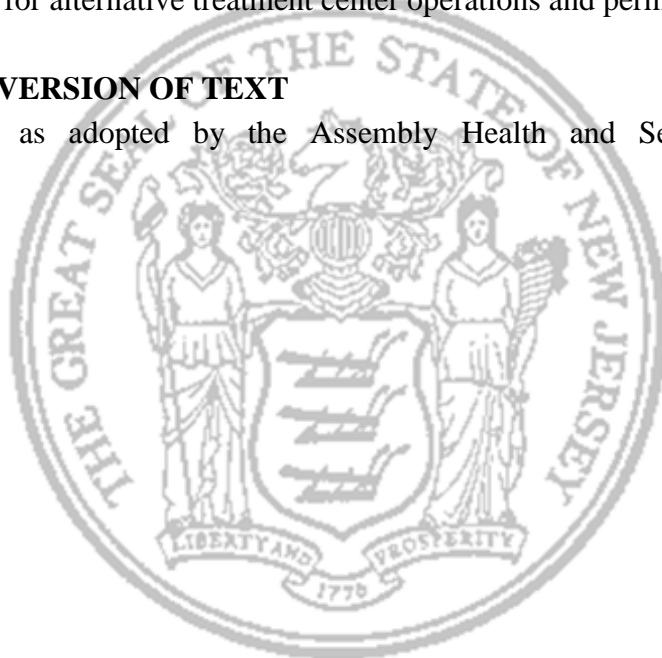 for alternative treatment center operations and perm
VERSION OF TEXT
as adopted by the Assembly Health and Se
THE GREAT SEAL OF THE STATE OF NEW JERSEY
LIBERTY AND PROSPERITY
1776